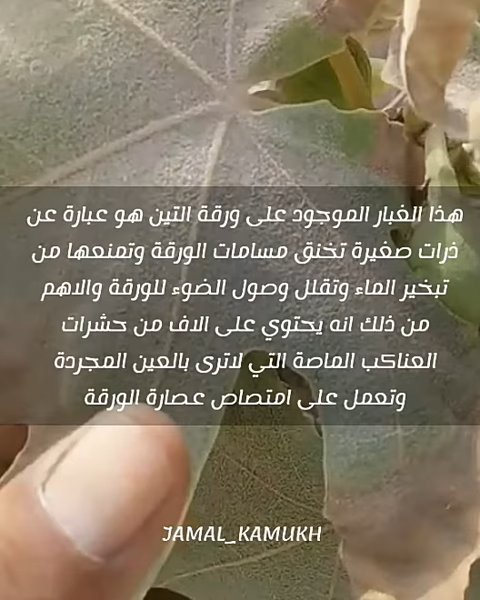 هذا الغبار الموجود على ورقة التين هو عبارة عن
ذرات صغيرة تخنق مسامات الورقة وتمنعها من
تبخير الماء وتقلل وصول الضوء للورقة والاهم
من ذلك انه يحتوي على الاف من حشرات
العناكب الماصة التي لاترى بالعين المجردة
وتعمل على امتصاص عصارة الورقة
JAMAL_KAMUKH